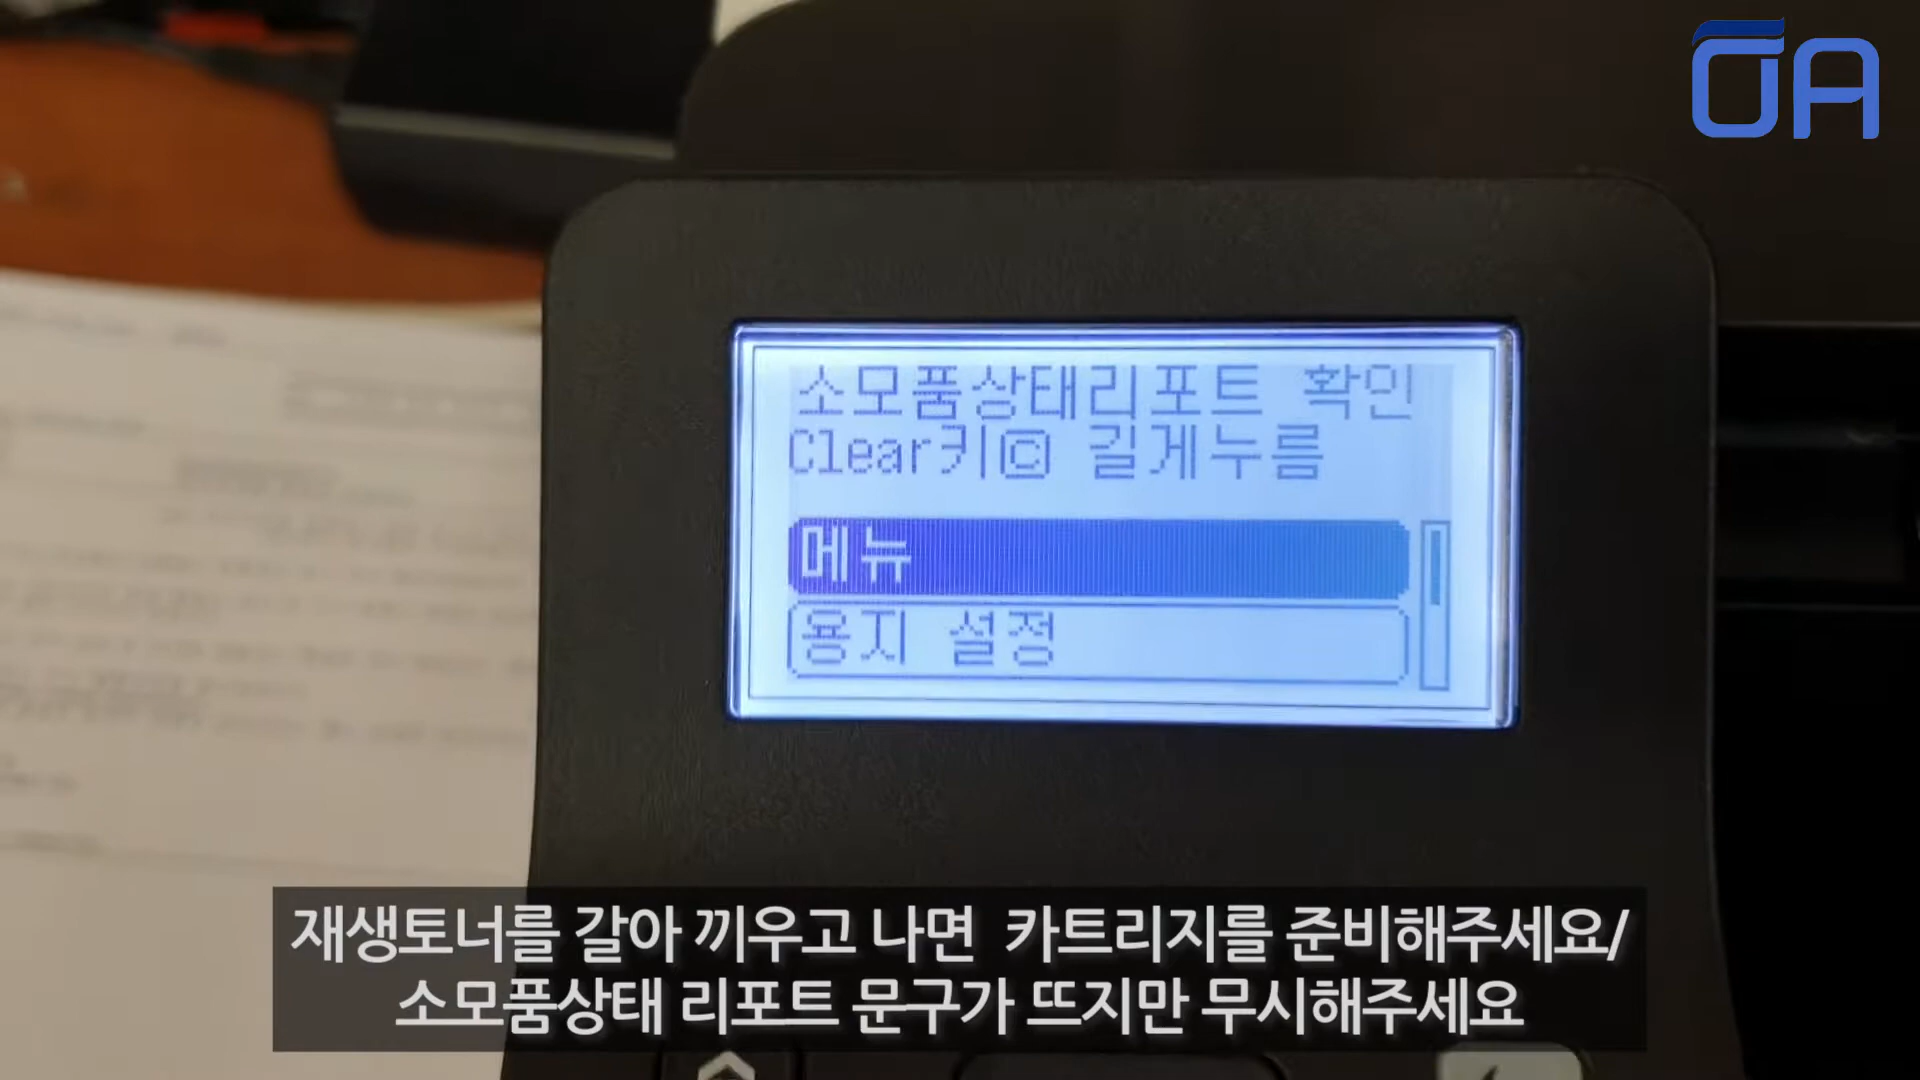 OA
소모품상태리포트 확인
Clear키ⓒ 길게누름
메뉴
용지 설정
재생토너를 갈아 끼우고 나면 카트리지를 준비해주세요/
소모품상태 리포트 문구가 뜨지만 무시해주세요